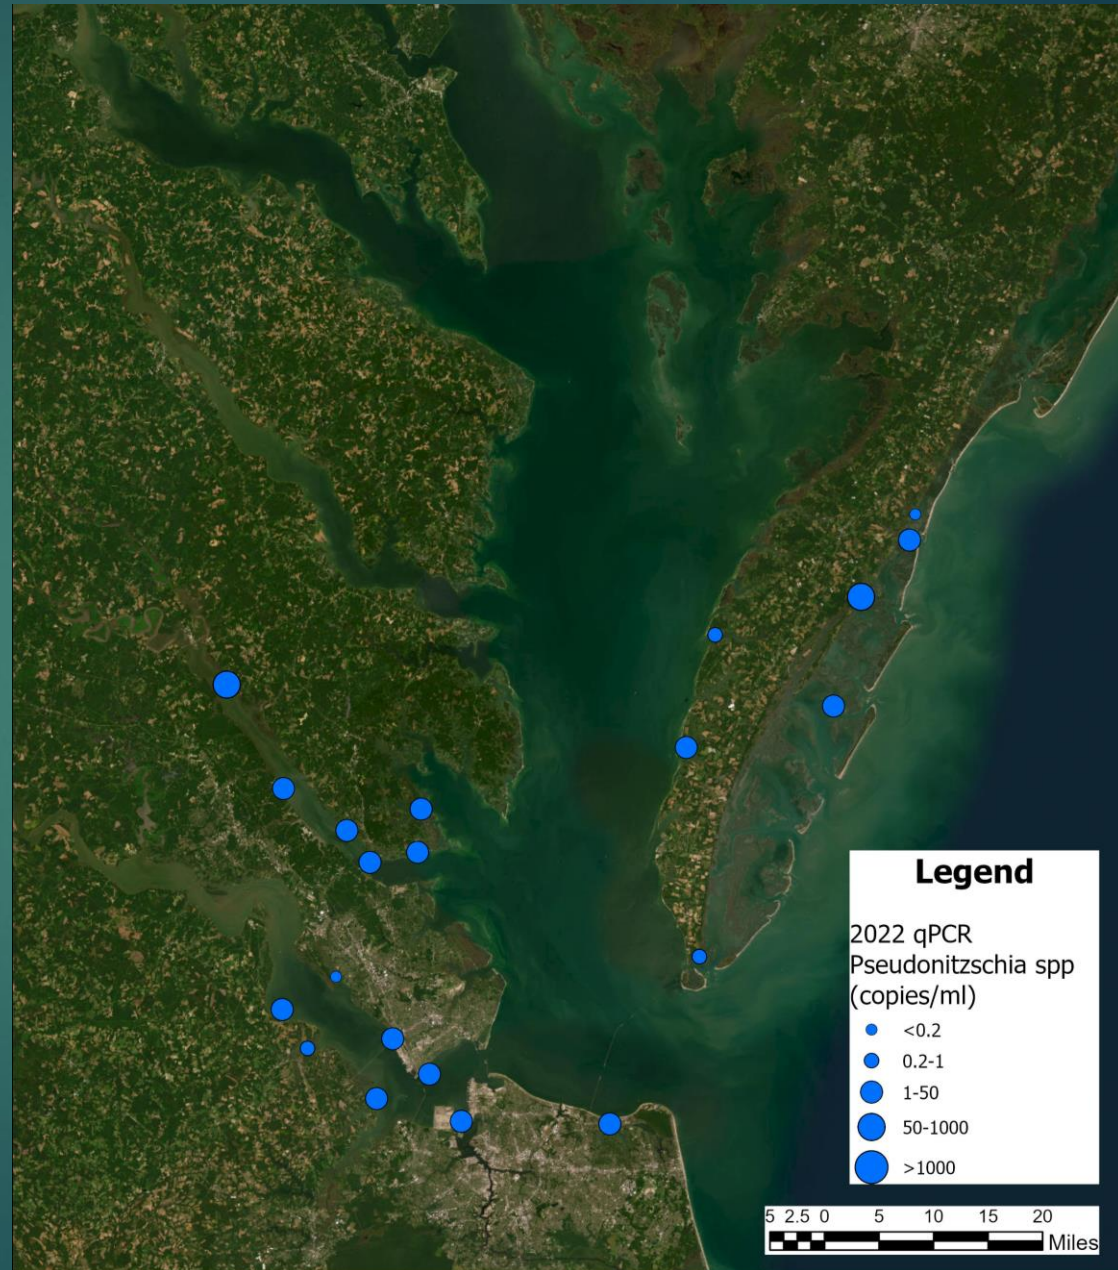 Legend
2022 qPCR
Pseudonitzschia spp
(copies/ml)
<0.2
0.2-1
1-50
50-1000
>1000
5 2.5 0 5 10 15 20
Miles